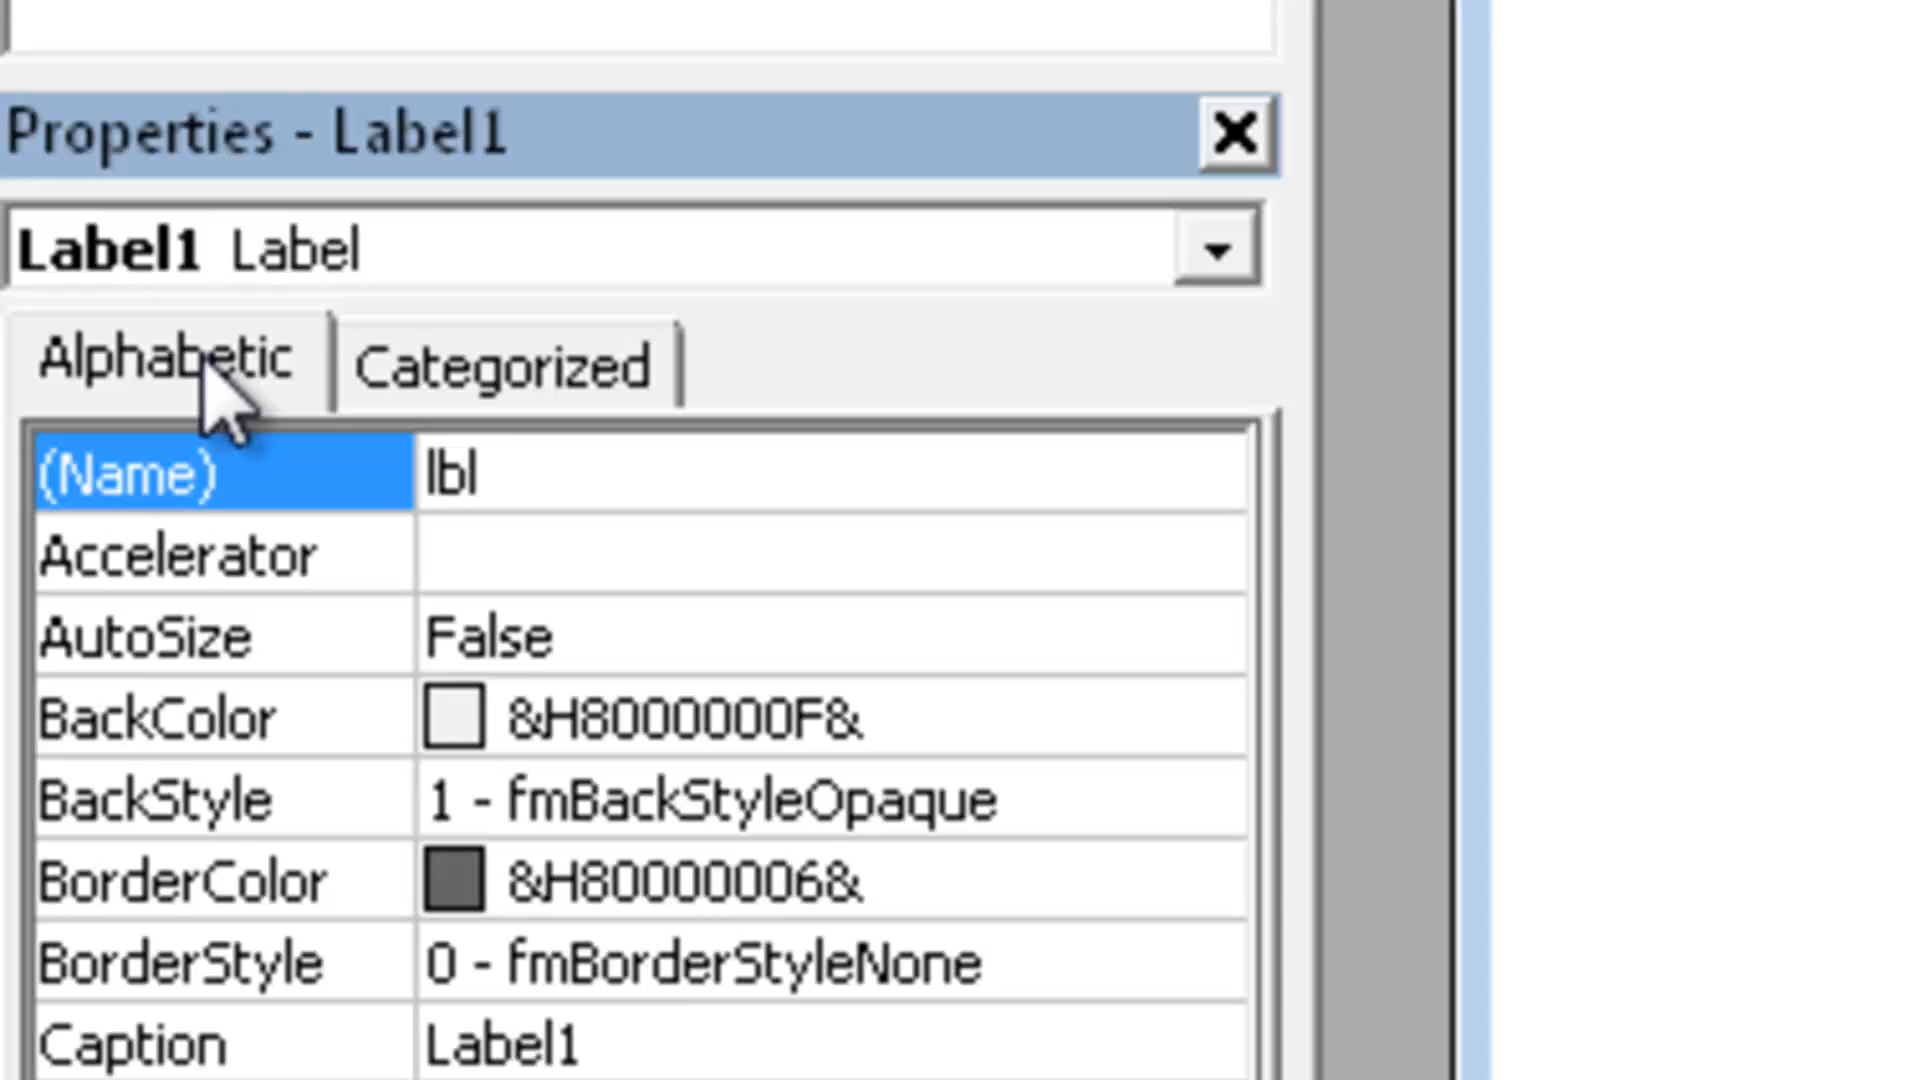 Properties - Label1
Label1 Label
Alphabetic Categorized
(Name) lbl
Accelerator
AutoSize False
BackColor &H8000000F&
BackStyle 1 - fmBackStyleOpaque
BorderColor &H80000006&
BorderStyle 0 - fmBorderStyleNone
Caption Label1